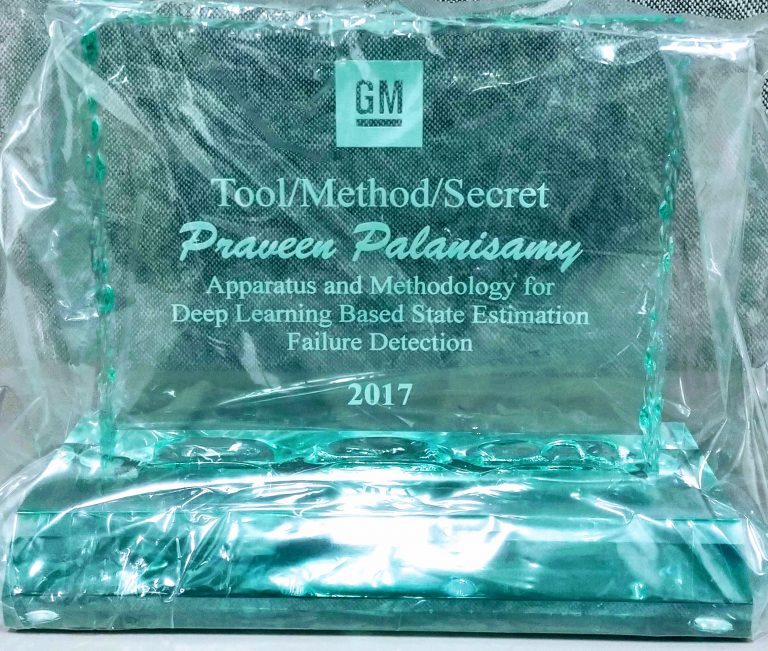 GM
Tool/Method/Secret
Praveen Palanisamy
Apparatus and Methodology for
Deep Learning Based State Estimation
Failure Detection
2017